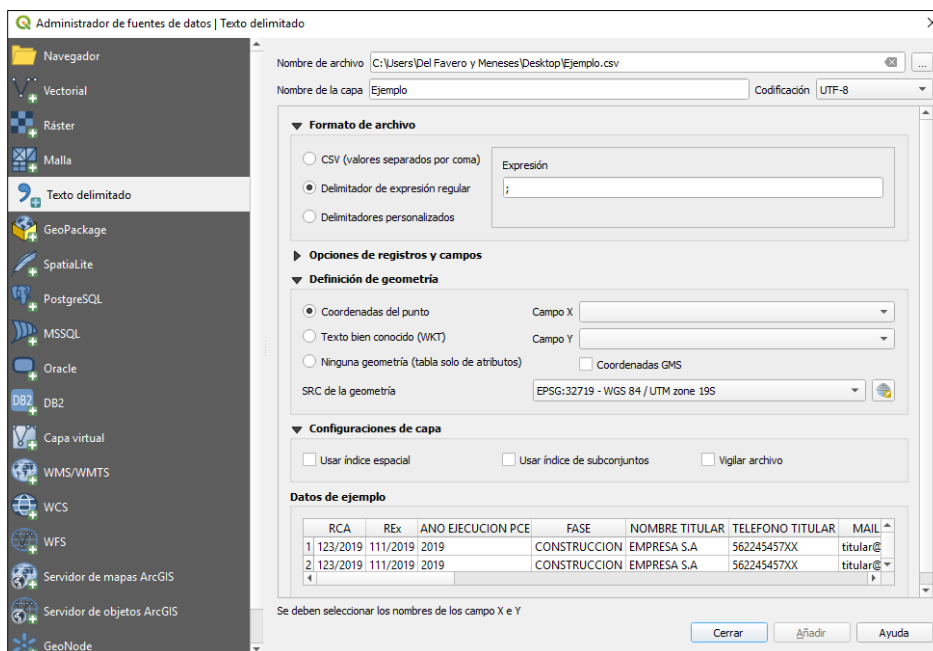 Administrador de fuentes de datos | Texto delimitado
Navegador
Vectorial
Ráster
Malla
Texto delimitado
GeoPackage
SpatiaLite
PostgreSQL
MSSQL
Oracle
DB2 DB2
Capa virtual
WMS/WMTS
WCS
WFS
Servidor de mapas ArcGIS
Servidor de objetos ArcGIS
GeoNode
Nombre de archivo C:\Users\Del Favero y Meneses\Desktop\Ejemplo.csv ...
Nombre de la capa Ejemplo Codificación UTF-8
Formato de archivo
CSV (valores separados por coma)
Delimitador de expresión regular
Delimitadores personalizados
Expresión
;
Opciones de registros y campos
Definición de geometría
Coordenadas del punto Campo X
Texto bien conocido (WKT) Campo Y
Ninguna geometría (tabla solo de atributos) Coordenadas GMS
SRC de la geometría EPSG:32719 - WGS 84 / UTM zone 19S
Configuraciones de capa
Usar índice espacial Usar índice de subconjuntos Vigilar archivo
Datos de ejemplo
RCA REx ANO EJECUCION PCE FASE NOMBRE TITULAR TELEFONO TITULAR MAIL
1 123/2019 111/2019 2019 CONSTRUCCION EMPRESA S.A 562245457XX titular@
2 123/2019 111/2019 2019 CONSTRUCCION EMPRESA S.A 562245457XX titular@
Se deben seleccionar los nombres de los campo X e Y
Cerrar Añadir Ayuda